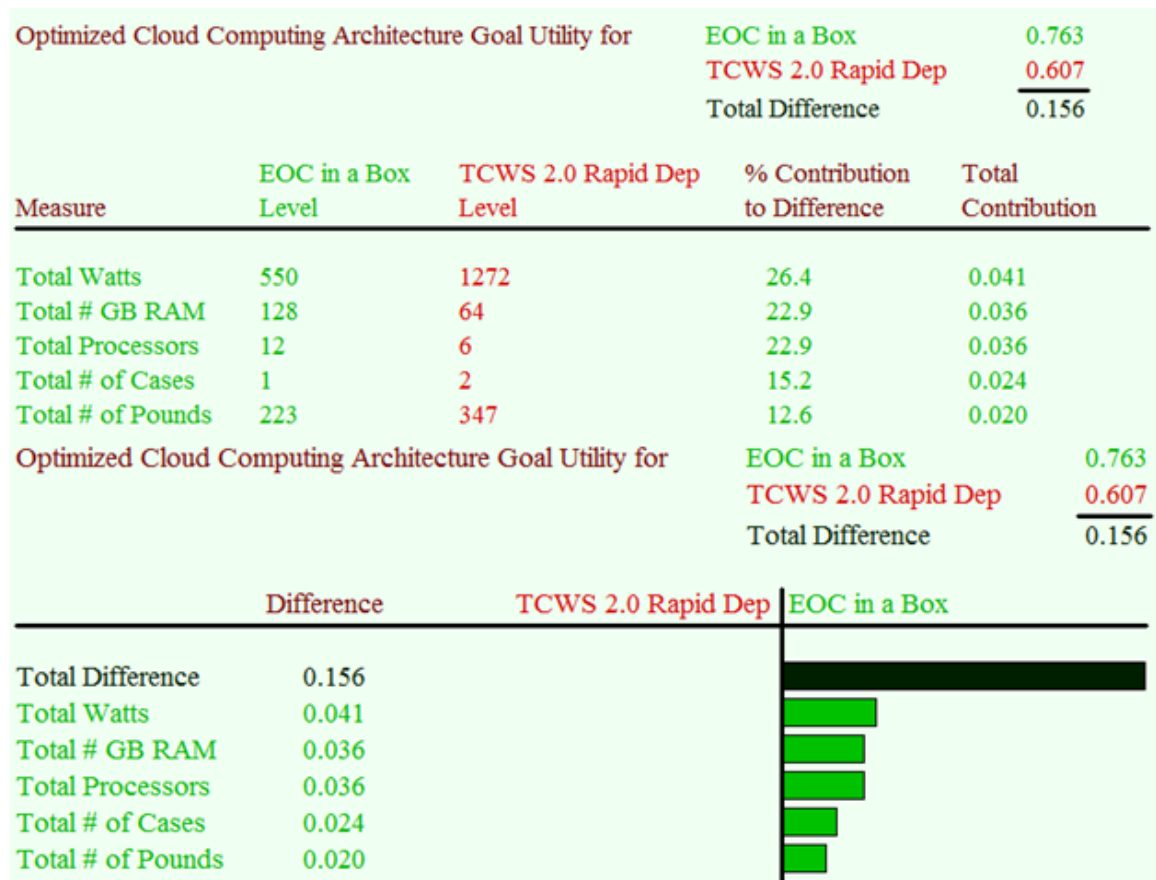 Optimized Cloud Computing Architecture Goal Utility for EOC in a Box 0.763
TCWS 2.0 Rapid Dep 0.607
Total Difference 0.156
EOC in a Box TCWS 2.0 Rapid Dep % Contribution Total
Measure Level Level to Difference Contribution
Total Watts 550 1272 26.4 0.041
Total # GB RAM 128 64 22.9 0.036
Total Processors 12 6 22.9 0.036
Total # of Cases 1 2 15.2 0.024
Total # of Pounds 223 347 12.6 0.020
Optimized Cloud Computing Architecture Goal Utility for EOC in a Box 0.763
TCWS 2.0 Rapid Dep 0.607
Total Difference 0.156
Difference TCWS 2.0 Rapid Dep EOC in a Box
Total Difference 0.156
Total Watts 0.041
Total # GB RAM 0.036
Total Processors 0.036
Total # of Cases 0.024
Total # of Pounds 0.020